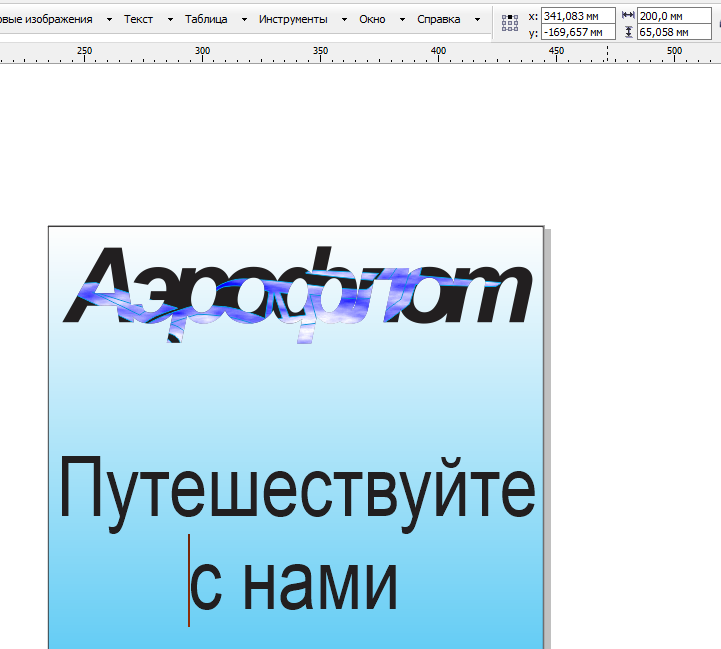 овые изображения Текст Таблица Инструменты Окно Справка
x: 341,083 мм 200,0 мм
y: -169,657 мм 65,058 мм
250 300 350 400 450 500
Аэрофлот
Путешествуйте
с нами